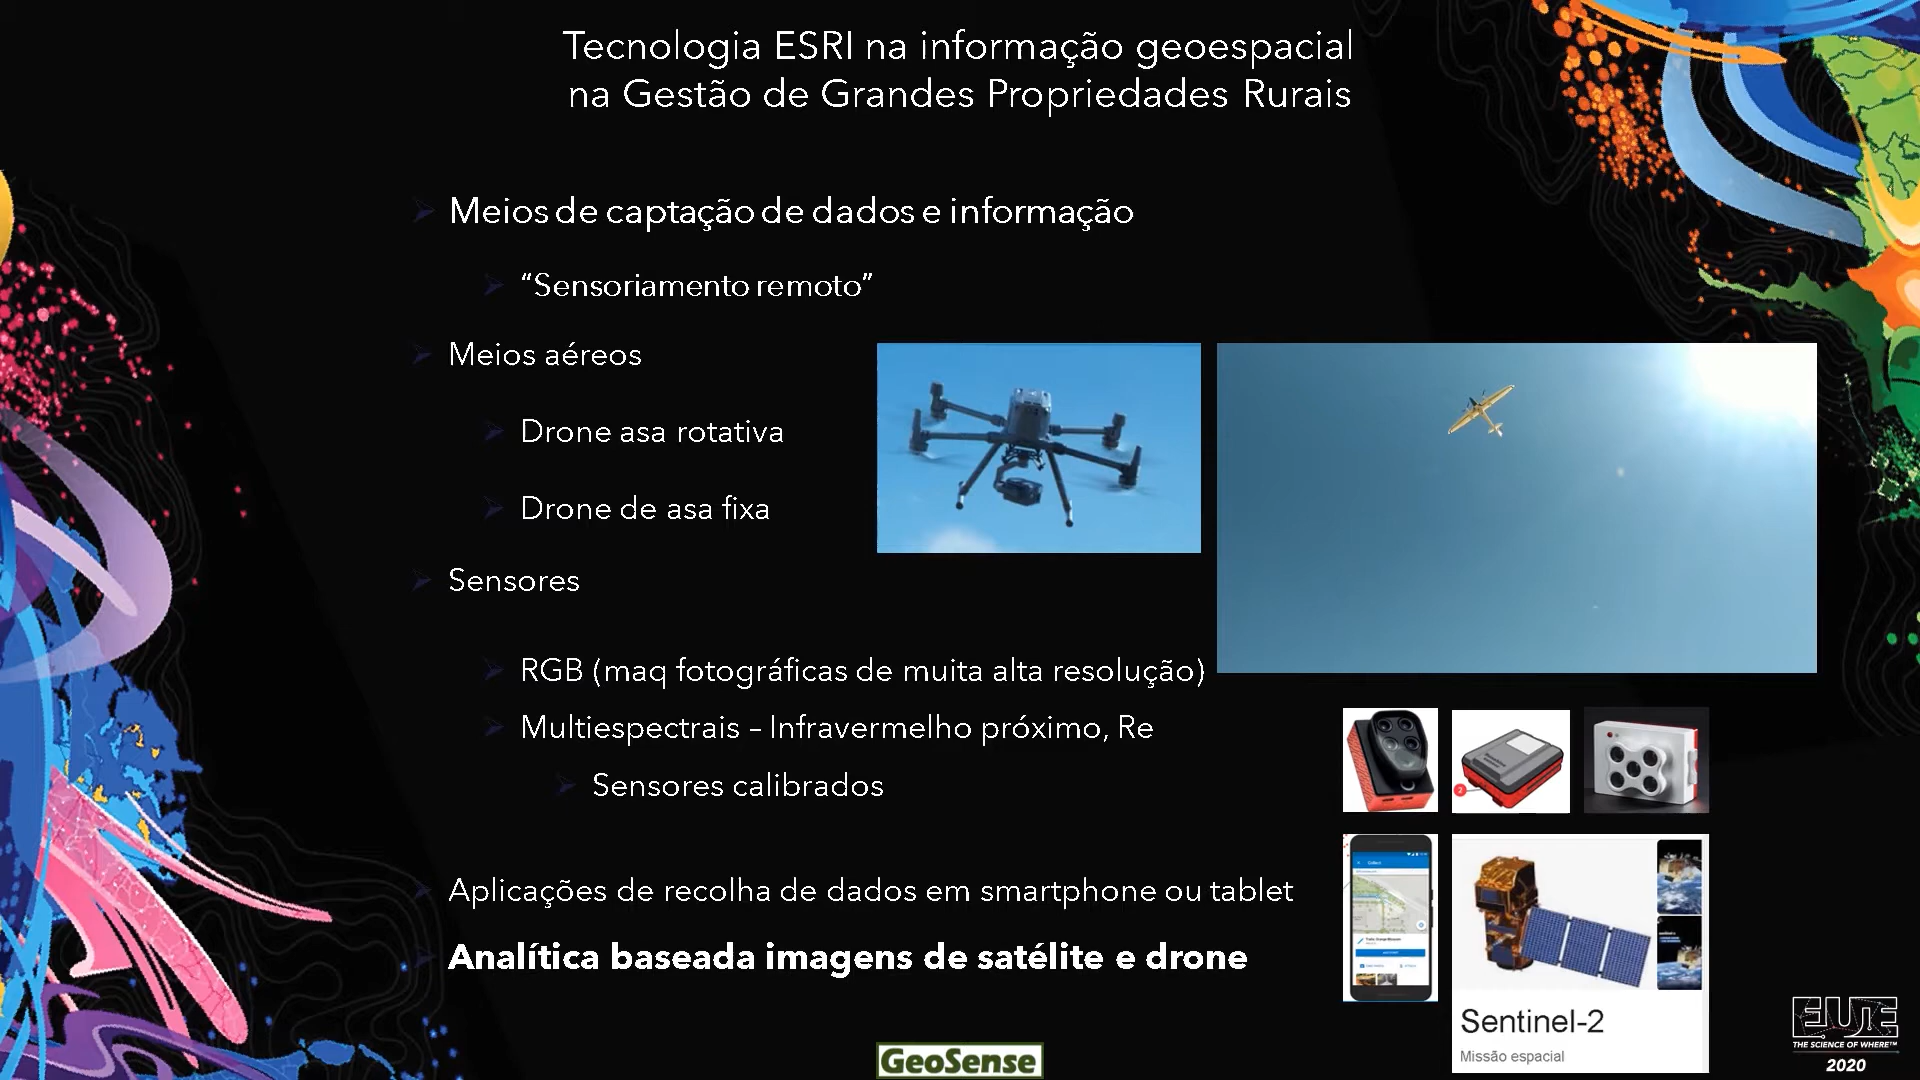 Tecnologia ESRI na informação geoespacial
na Gestão de Grandes Propriedades Rurais
Meios de captação de dados e informação
“Sensoriamento remoto”
Meios aéreos
Drone asa rotativa
Drone de asa fixa
Sensores
RGB (maq fotográficas de muita alta resolução)
Multiespectrais – Infravermelho próximo, Re
Sensores calibrados
Aplicações de recolha de dados em smartphone ou tablet
Analítica baseada imagens de satélite e drone
2
Collect
Sentinel-2
Missão espacial
GeoSense
EUE
THE SCIENCE OF WHERE™
2020